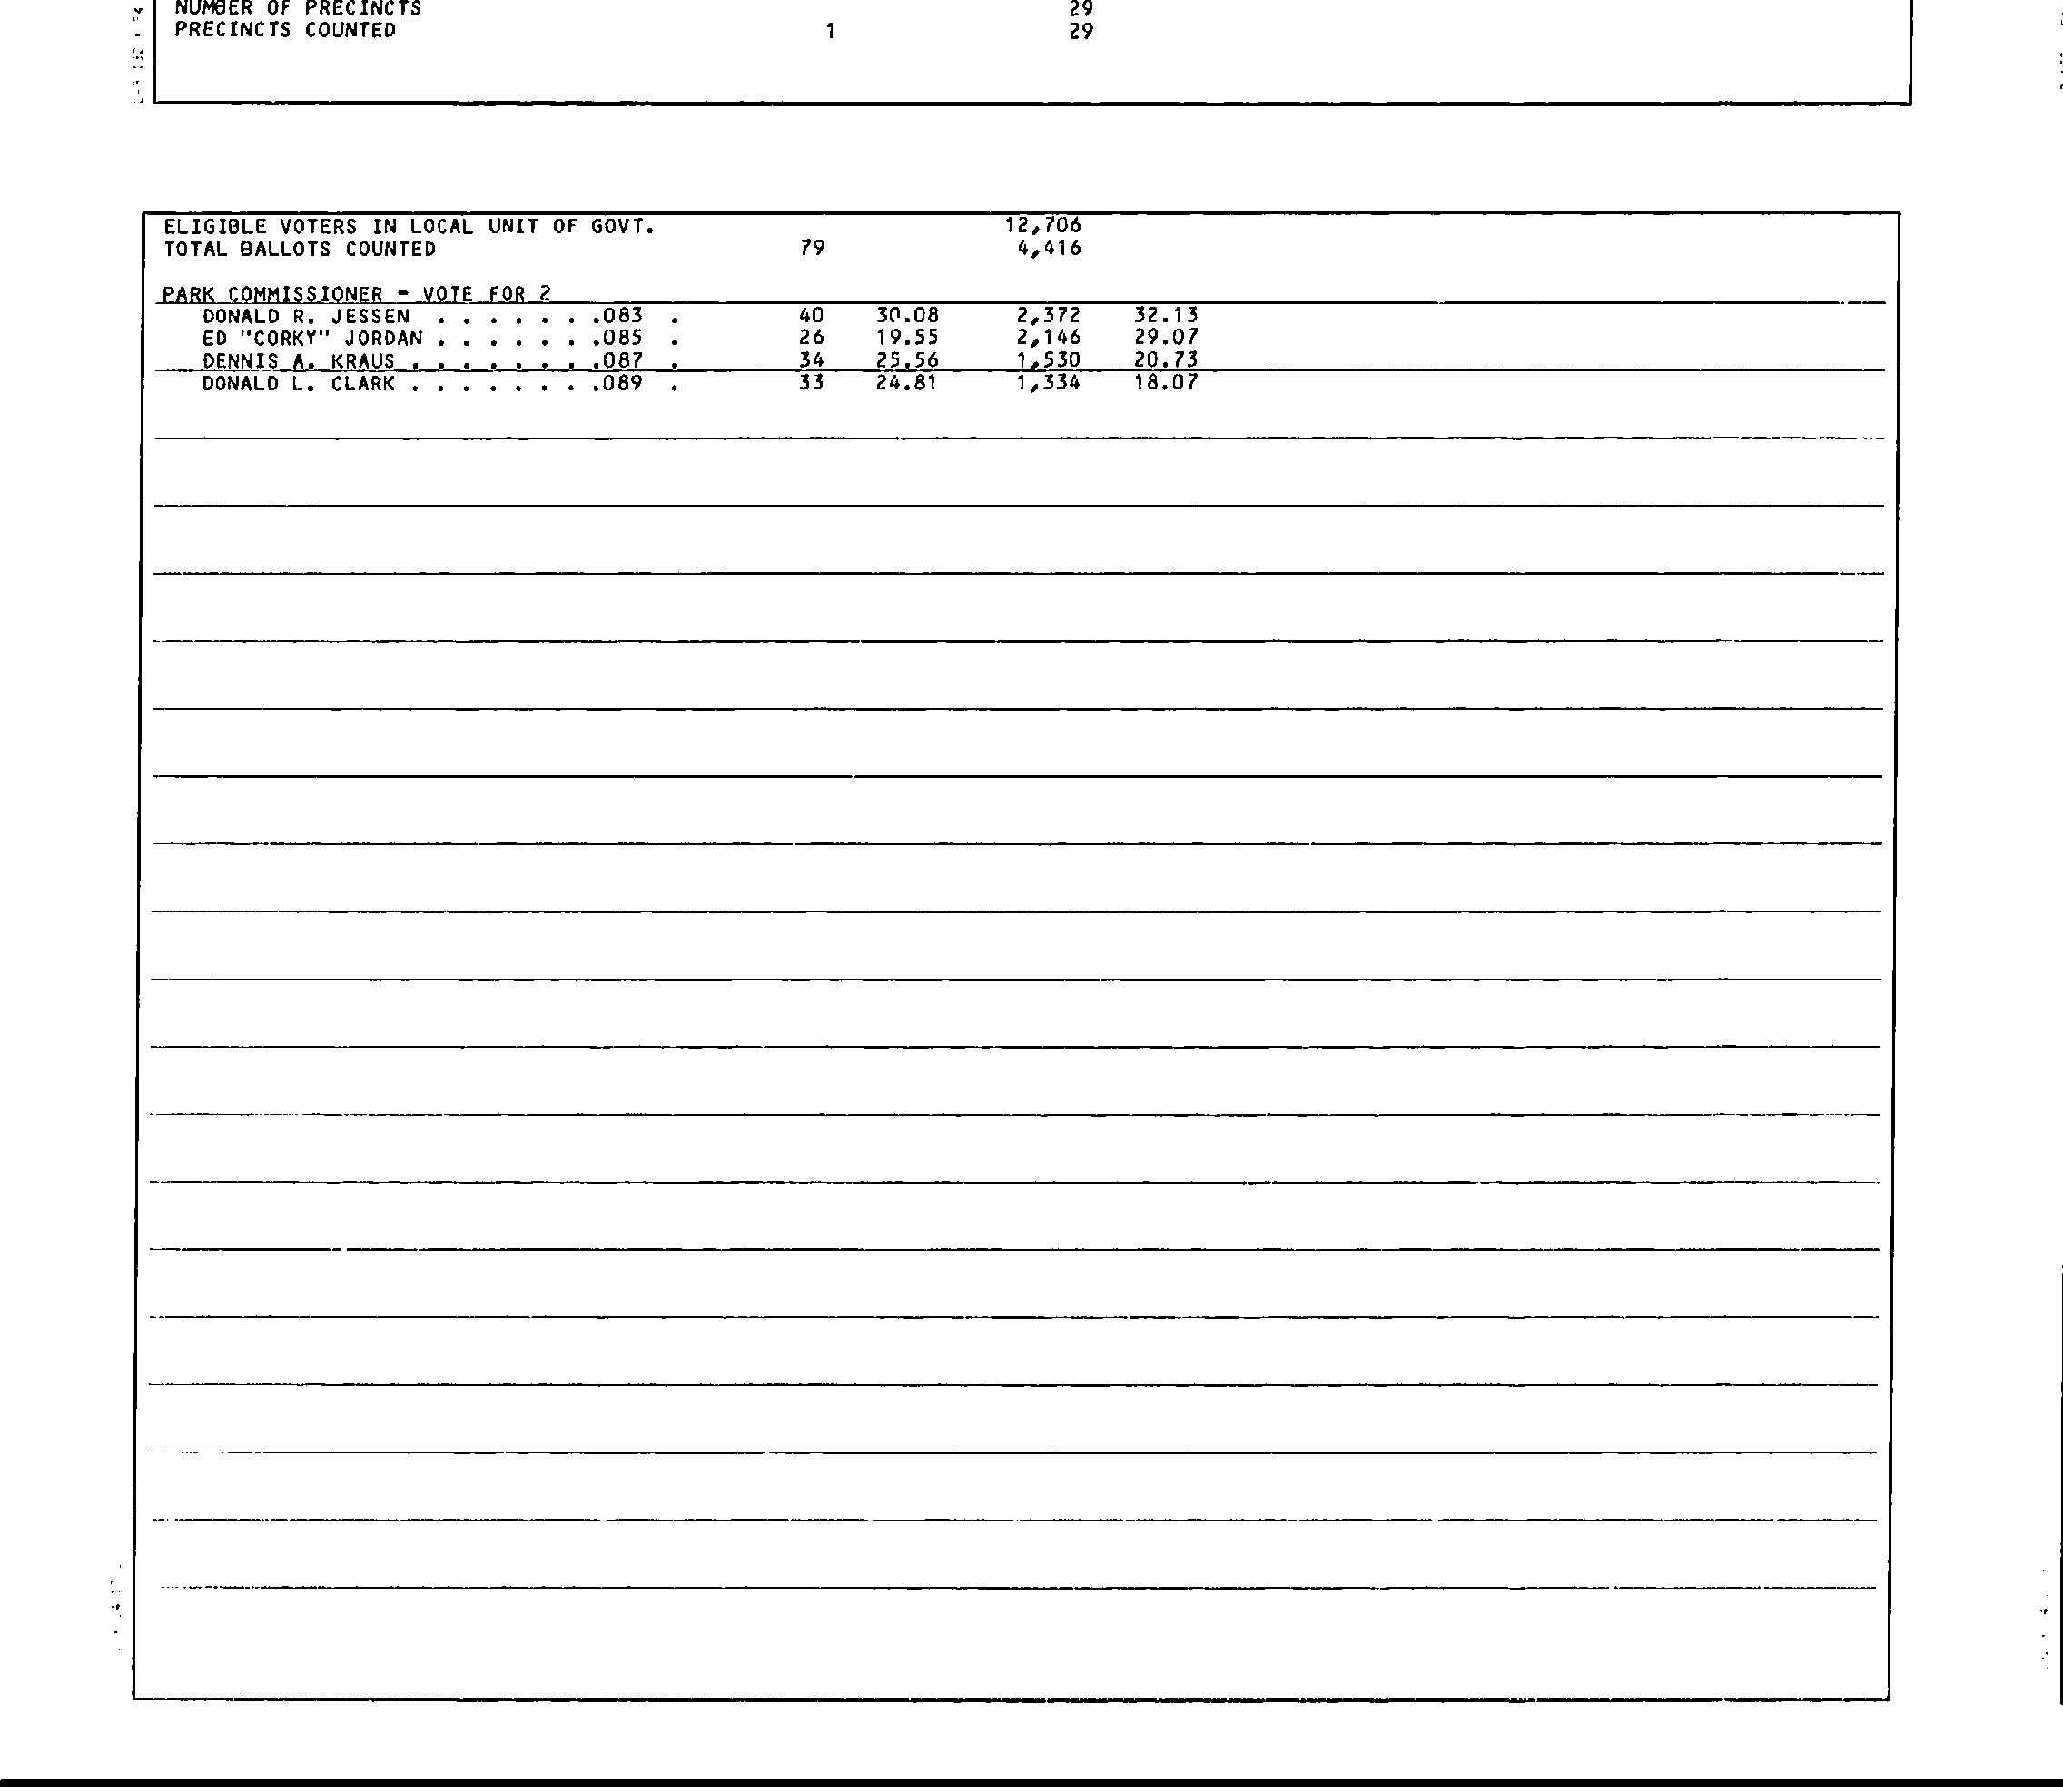 NUMBER OF PRECINCTS 29
PRECINCTS COUNTED 1 29
ELIGIBLE VOTERS IN LOCAL UNIT OF GOVT. 12,706
TOTAL BALLOTS COUNTED 79 4,416
PARK COMMISSIONER - VOTE FOR 2
DONALD R. JESSEN . . . . . . .083 . 40 30.08 2,372 32.13
ED "CORKY" JORDAN . . . . . . .085 . 26 19.55 2,146 29.07
DENNIS A. KRAUS . . . . . . . .087 . 34 25.56 1,530 20.73
DONALD L. CLARK . . . . . . . .089 . 33 24.81 1,334 18.07